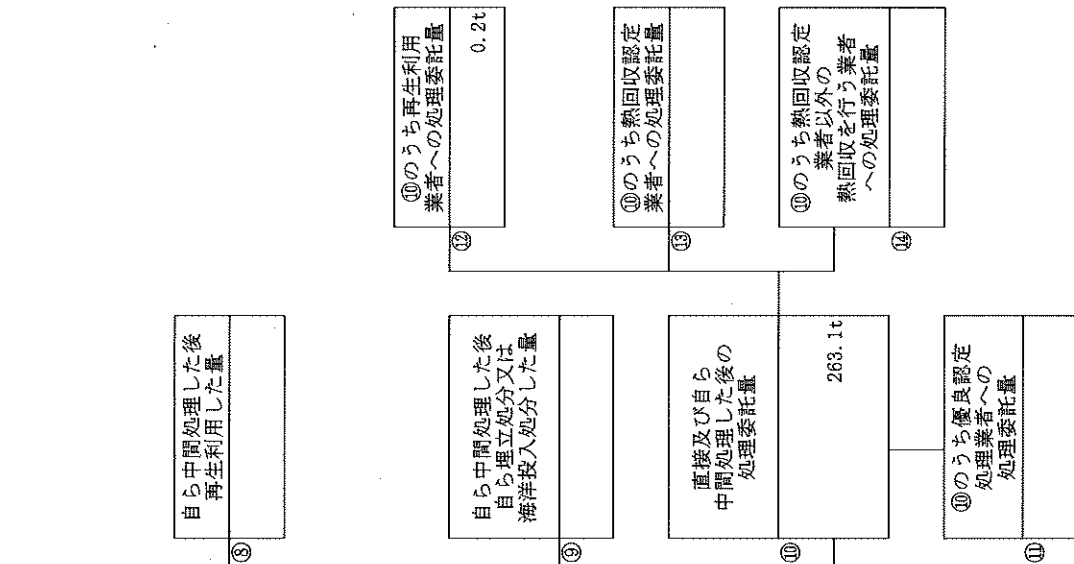 ⑧
自ら中間処理した後
再生利用した量
⑨
自ら中間処理した後
自ら埋立処分又は
海洋投入処分した量
⑩
直接及び自ら
中間処理した後の
処理委託量
263.1t
⑪
⑩のうち優良認定
処理業者への
処理委託量
⑫
⑩のうち再生利用
業者への処理委託量
0.2t
⑬
⑩のうち熱回収認定
業者への処理委託量
⑭
⑩のうち熱回収認定
業者以外の
熱回収を行う業者
への処理委託量